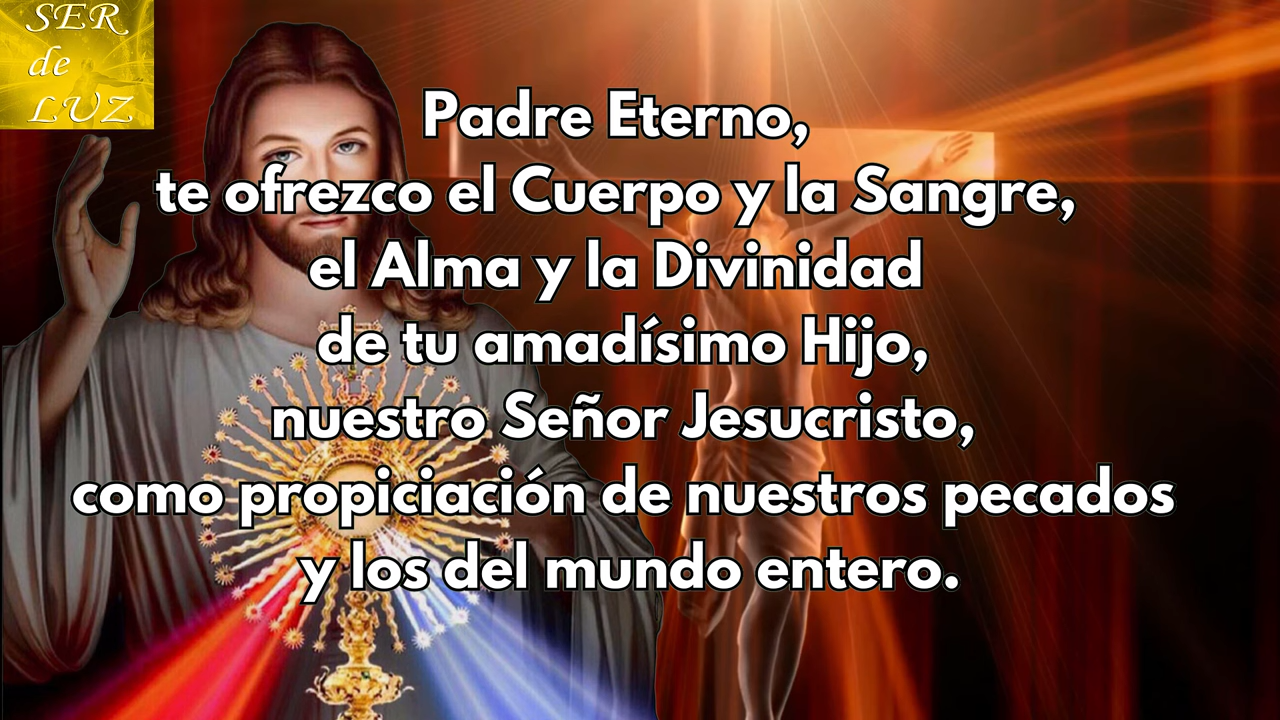 SER
de
LUZ
Padre Eterno,
te ofrezco el Cuerpo y la Sangre,
el Alma y la Divinidad
de tu amadísimo Hijo,
nuestro Señor Jesucristo,
como propiciación de nuestros pecados
y los del mundo entero.